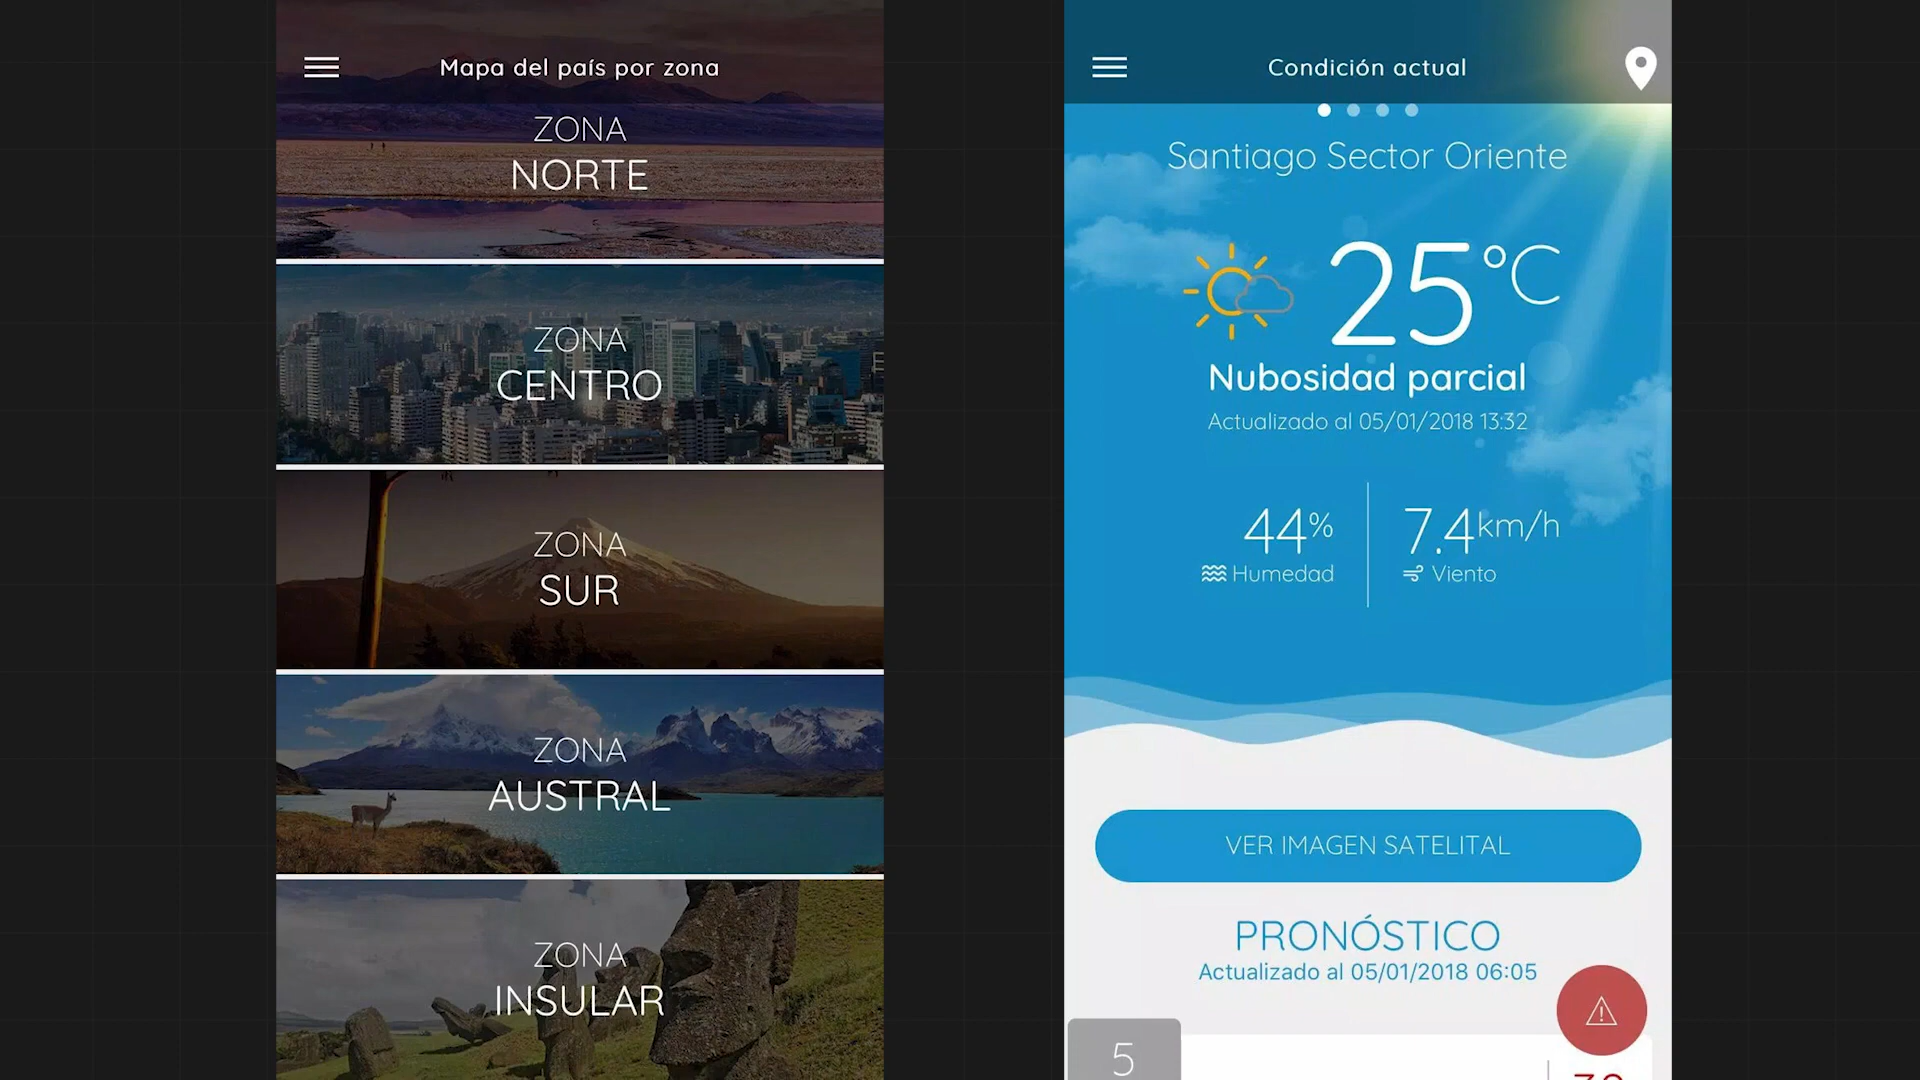 Mapa del país por zona
ZONA
NORTE
ZONA
CENTRO
ZONA
SUR
ZONA
AUSTRAL
ZONA
INSULAR
Condición actual
Santiago Sector Oriente
25°C
Nubosidad parcial
Actualizado al 05/01/2018 13:32
44% 7.4km/h
Humedad Viento
VER IMAGEN SATELITAL
PRONÓSTICO
Actualizado al 05/01/2018 06:05
5